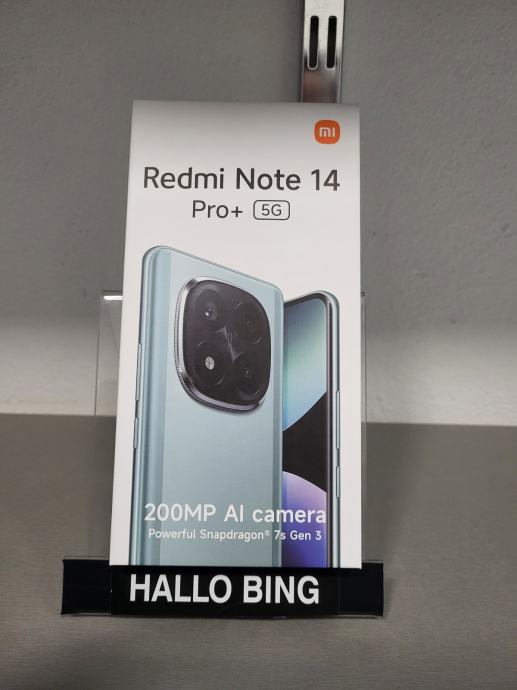 mi
Redmi Note 14
Pro+ 5G
200MP AI camera
Powerful Snapdragon® 7s Gen 3
HALLO BING